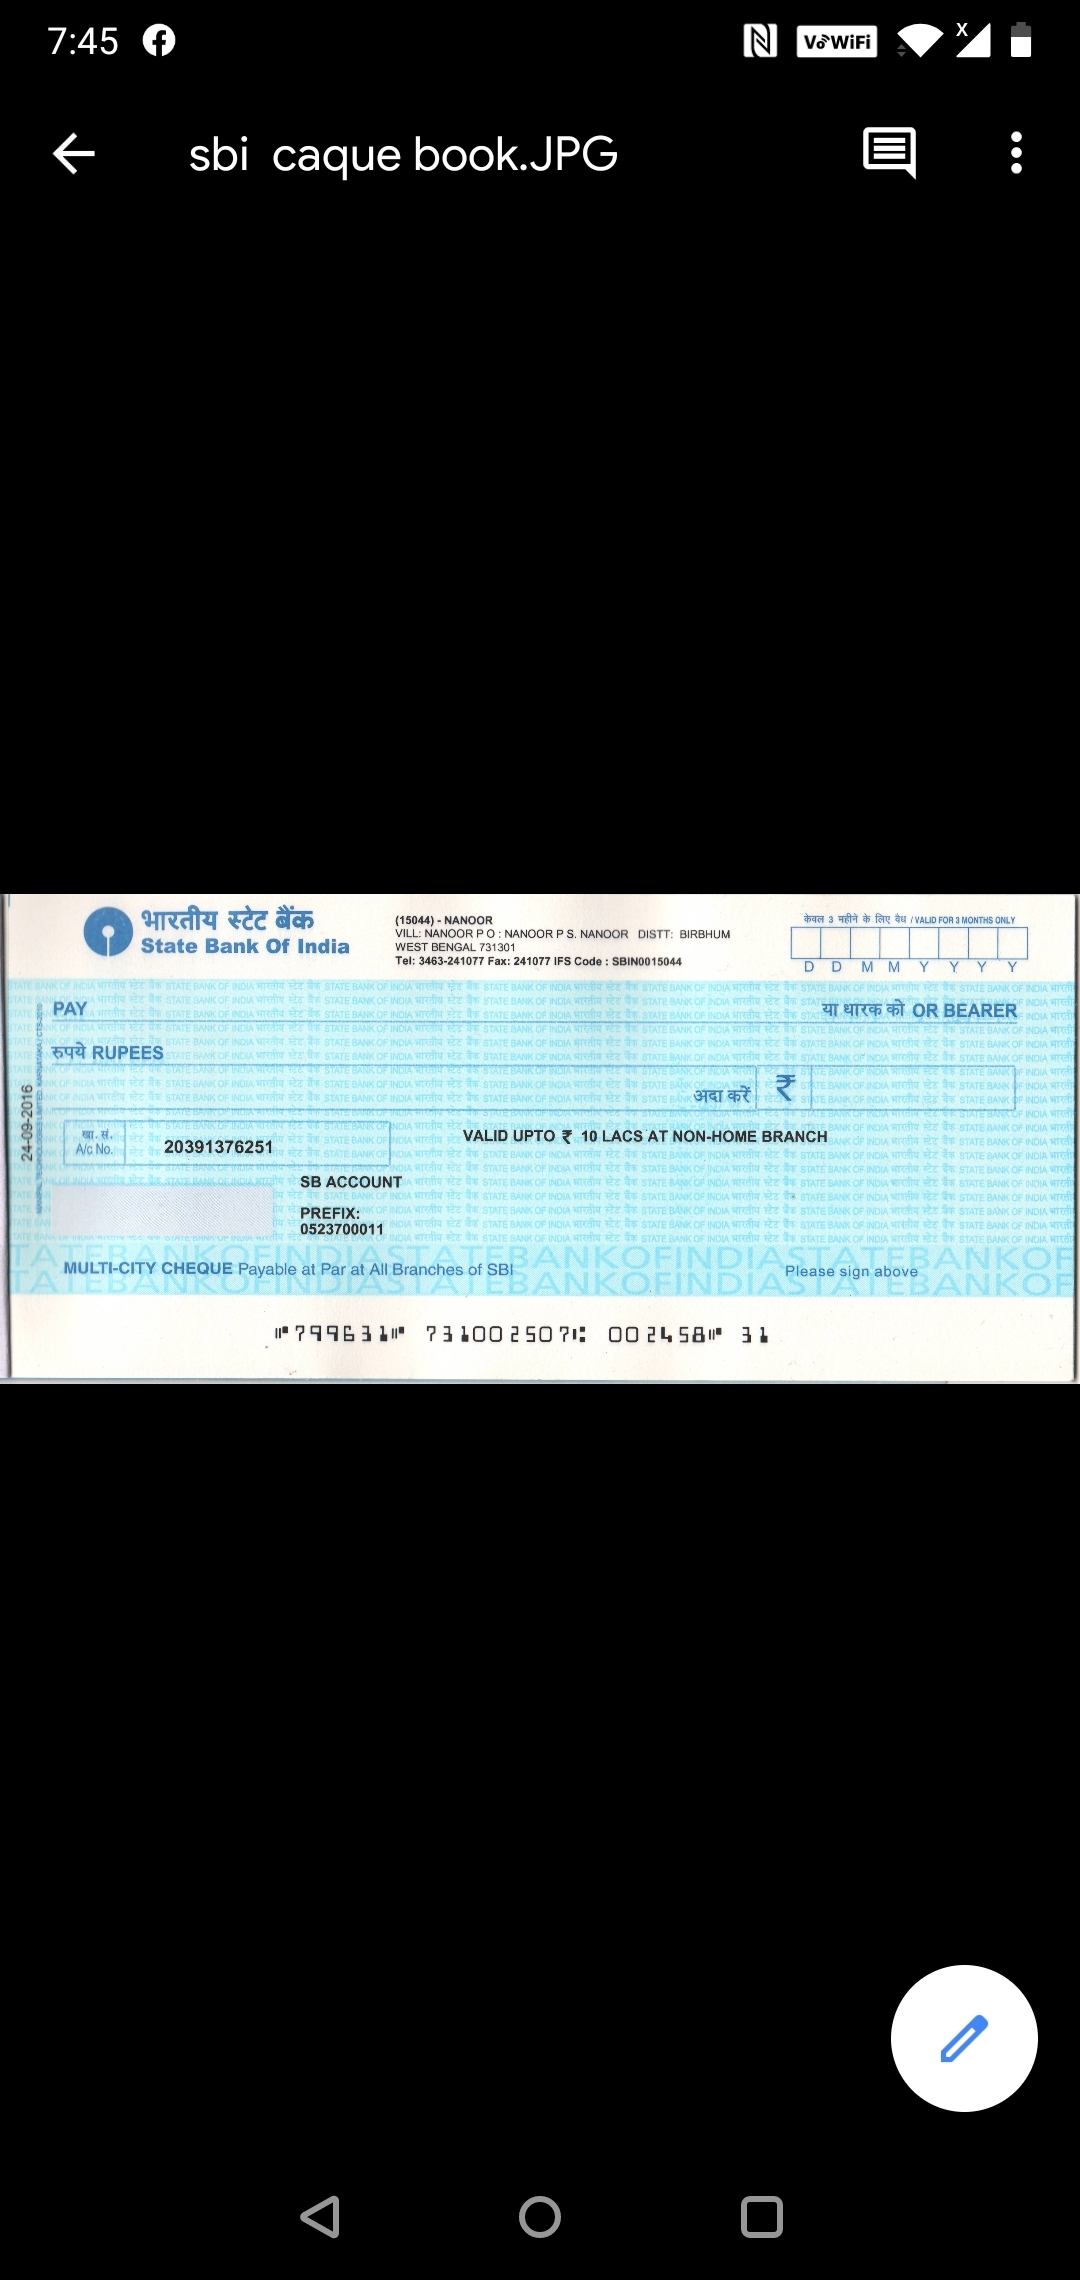 7:45
VoWiFi
X
sbi caque book.JPG
भारतीय स्टेट बैंक
State Bank Of India
(15044) - NANOOR
VILL: NANOOR P O : NANOOR P S. NANOOR DISTT: BIRBHUM
WEST BENGAL 731301
Tel: 3463-241077 Fax: 241077 IFS Code : SBIN0015044
केवल 3 महीने के लिए वैध / VALID FOR 3 MONTHS ONLY
D D M M Y Y Y Y
PAY
या धारक को OR BEARER
रुपये RUPEES
अदा करें ₹
24-09-2016
खा. सं.
A/c No.
20391376251
VALID UPTO ₹ 10 LACS AT NON-HOME BRANCH
SB ACCOUNT
PREFIX:
0523700011
MULTI-CITY CHEQUE Payable at Par at All Branches of SBI
Please sign above
⑈799631⑈ 731002507⑆ 002458⑈ 31